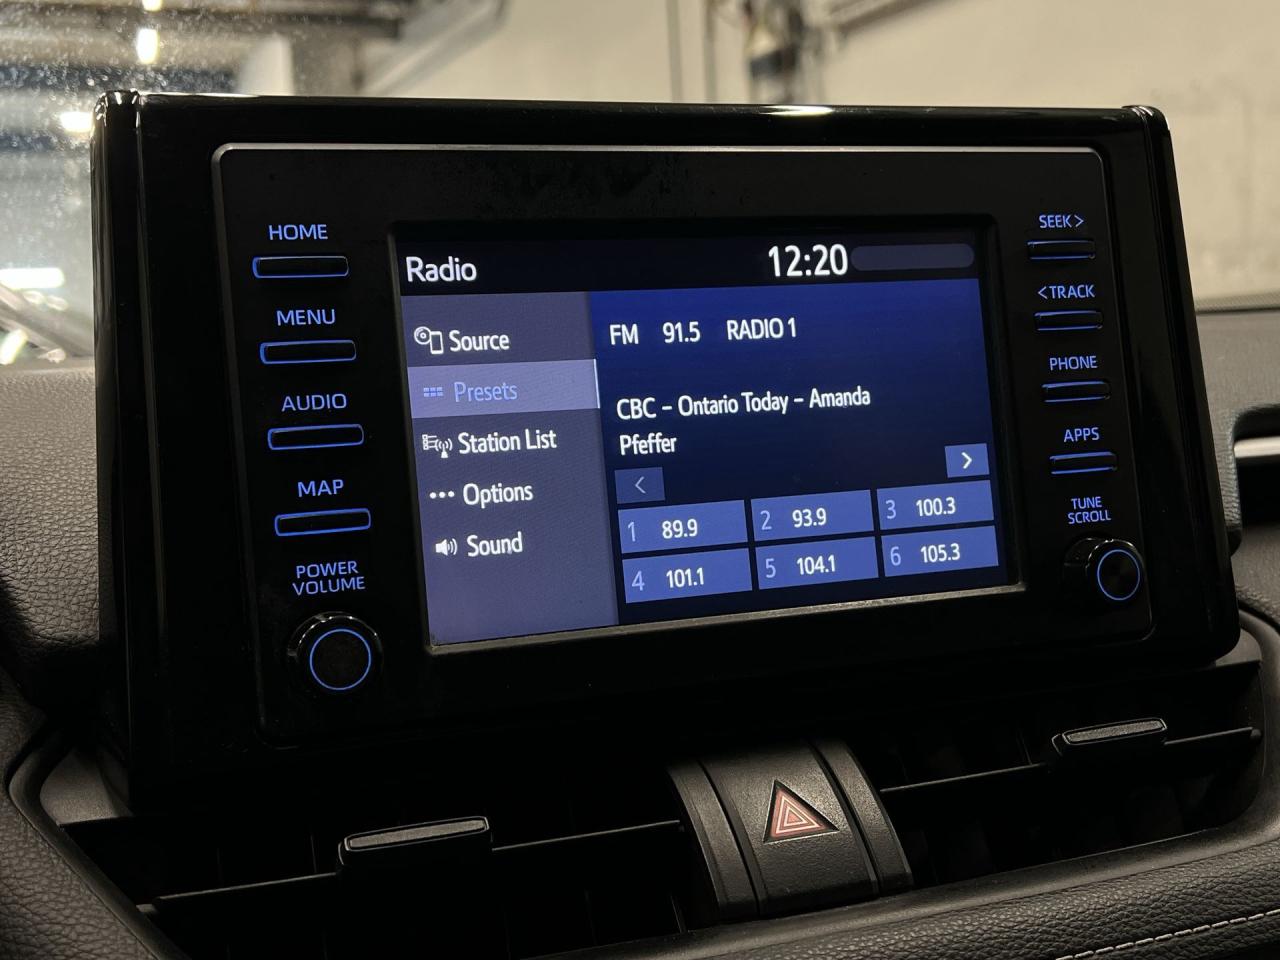 HOME
MENU
AUDIO
MAP
POWER
VOLUME
Radio
12:20
Source
Presets
Station List
Options
Sound
FM 91.5 RADIO 1
CBC – Ontario Today – Amanda
Pfeffer
< >
1 89.9 2 93.9 3 100.3
4 101.1 5 104.1 6 105.3
SEEK>
<TRACK
PHONE
APPS
TUNE
SCROLL